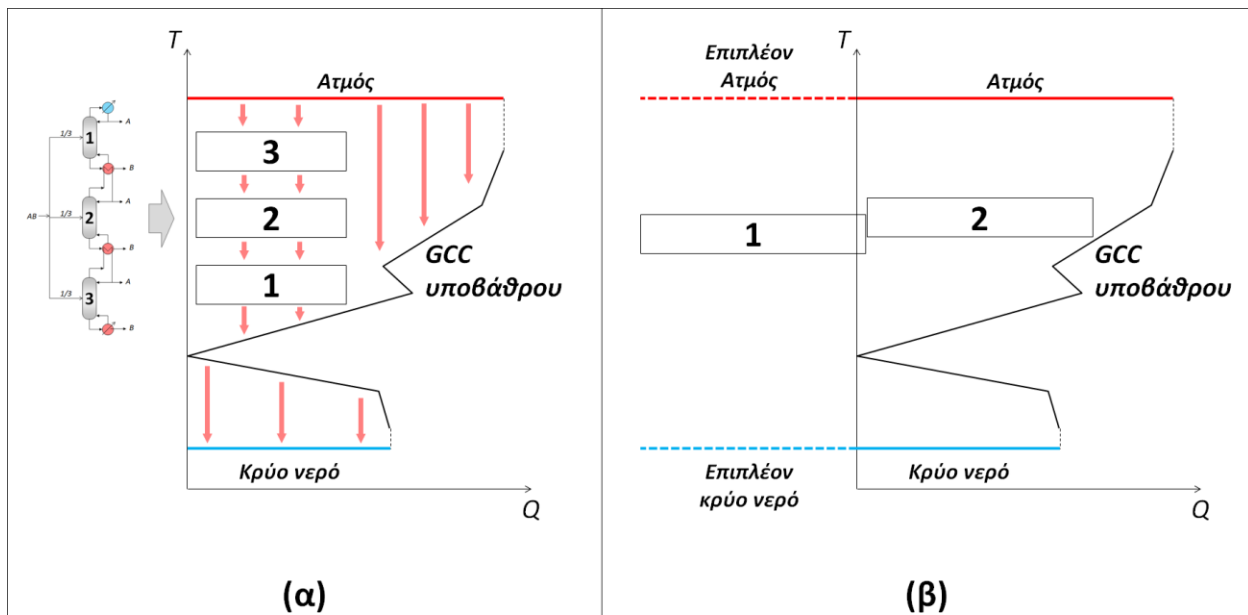 T
Ατμός
1/3
1
A
B
AB
1/3
2
A
B
1/3
3
A
B
3
2
1
GCC
υποβάθρου
Κρύο νερό
Q
(α)
T
Επιπλέον
Ατμός
Ατμός
1
2
GCC
υποβάθρου
Επιπλέον
κρύο νερό
Κρύο νερό
Q
(β)